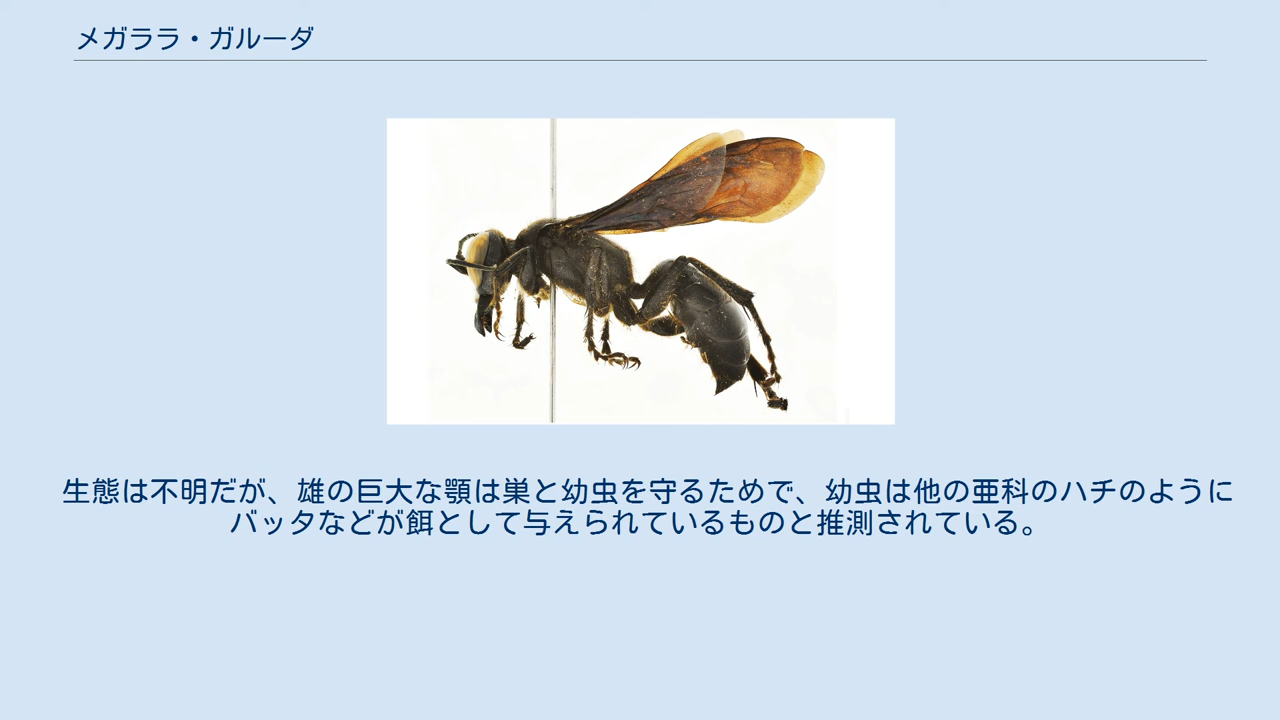 メガララ・ガルーダ
生態は不明だが、雄の巨大な顎は巣と幼虫を守るためで、幼虫は他の亜科のハチのように
バッタなどが餌として与えられているものと推測されている。